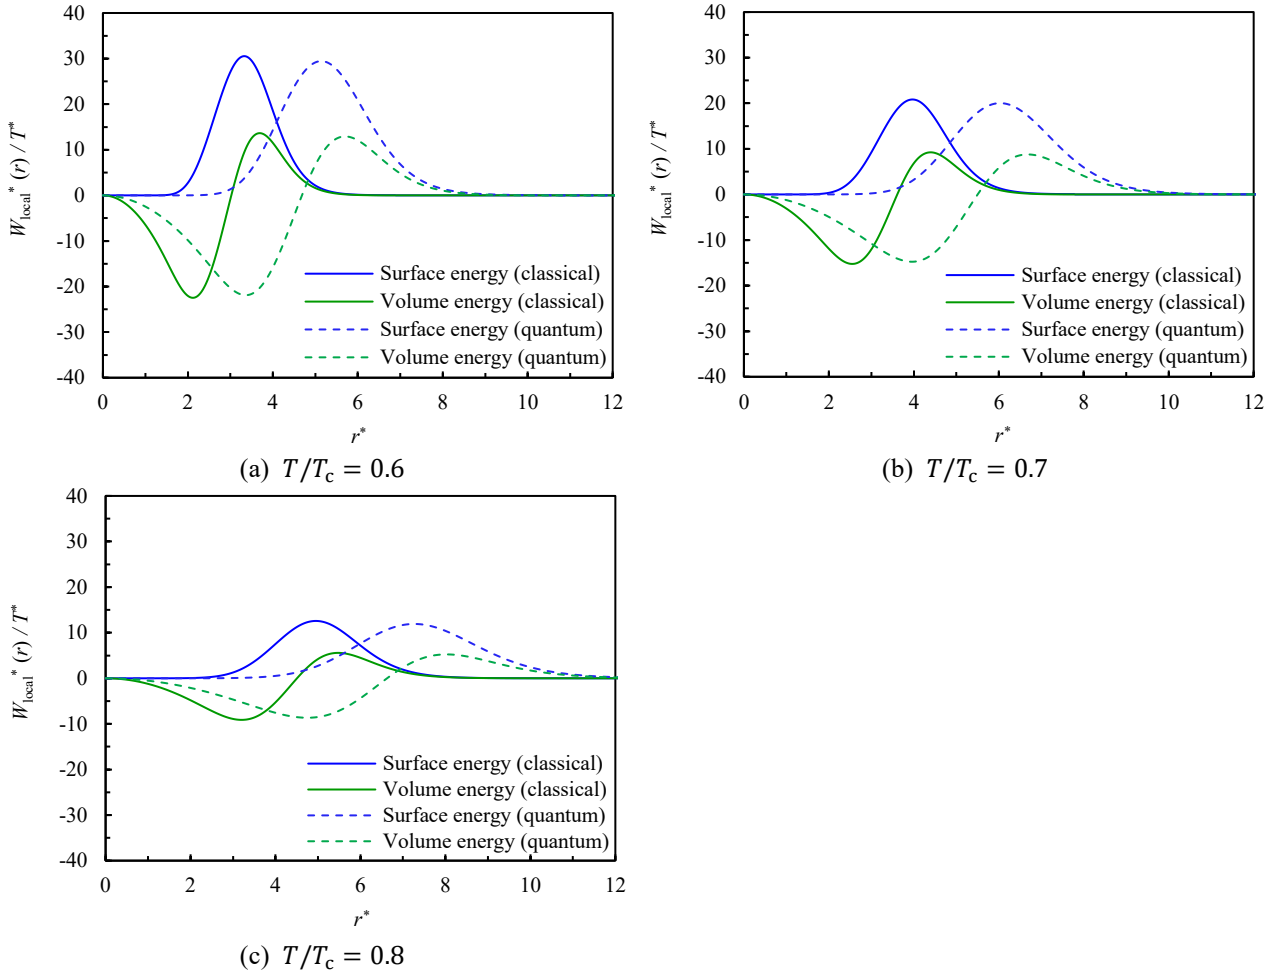 40
30
20
10
0
-10
-20
-30
-40
W_local* (r) / T*
Surface energy (classical)
Volume energy (classical)
Surface energy (quantum)
Volume energy (quantum)
0 2 4 6 8 10 12
r*
(a) T/T_c = 0.6
40
30
20
10
0
-10
-20
-30
-40
W_local* (r) / T*
Surface energy (classical)
Volume energy (classical)
Surface energy (quantum)
Volume energy (quantum)
0 2 4 6 8 10 12
r*
(b) T/T_c = 0.7
40
30
20
10
0
-10
-20
-30
-40
W_local* (r) / T*
Surface energy (classical)
Volume energy (classical)
Surface energy (quantum)
Volume energy (quantum)
0 2 4 6 8 10 12
r*
(c) T/T_c = 0.8